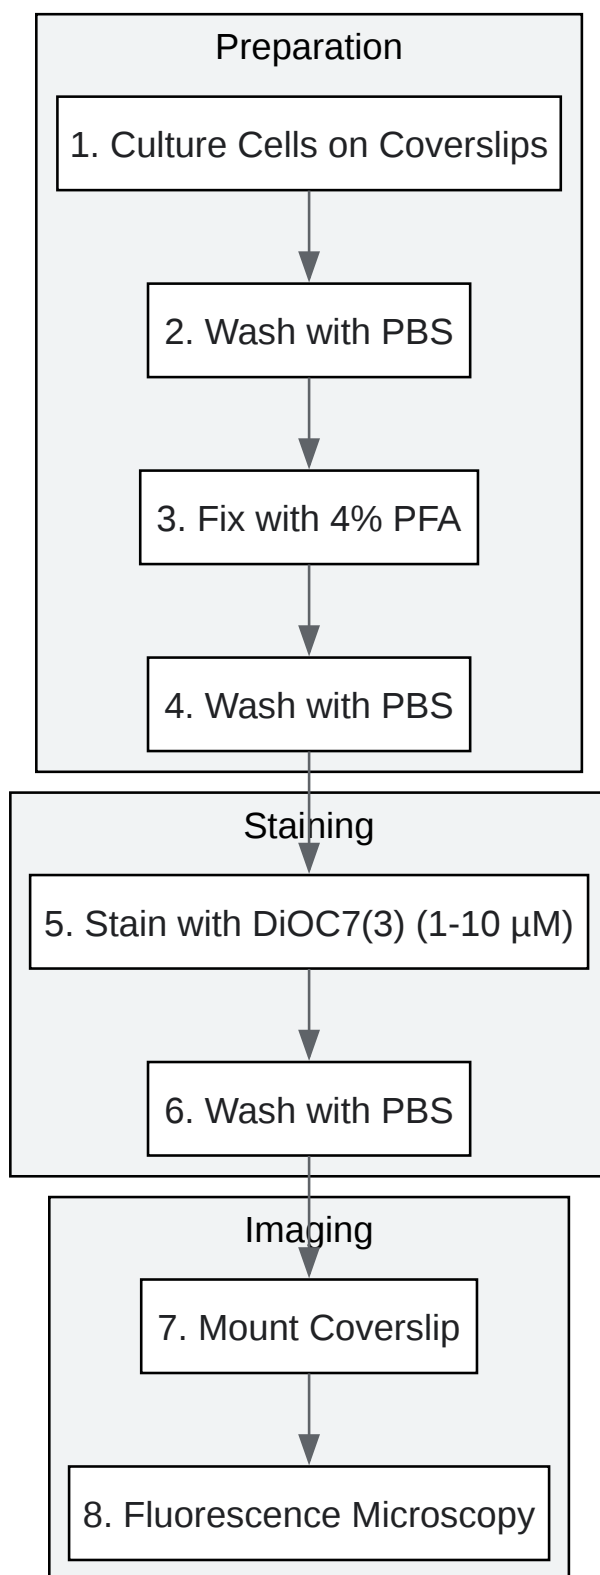 Preparation
1. Culture Cells on Coverslips
2. Wash with PBS
3. Fix with 4% PFA
4. Wash with PBS
Staining
5. Stain with DiOC7(3) (1-10 µM)
6. Wash with PBS
Imaging
7. Mount Coverslip
8. Fluorescence Microscopy